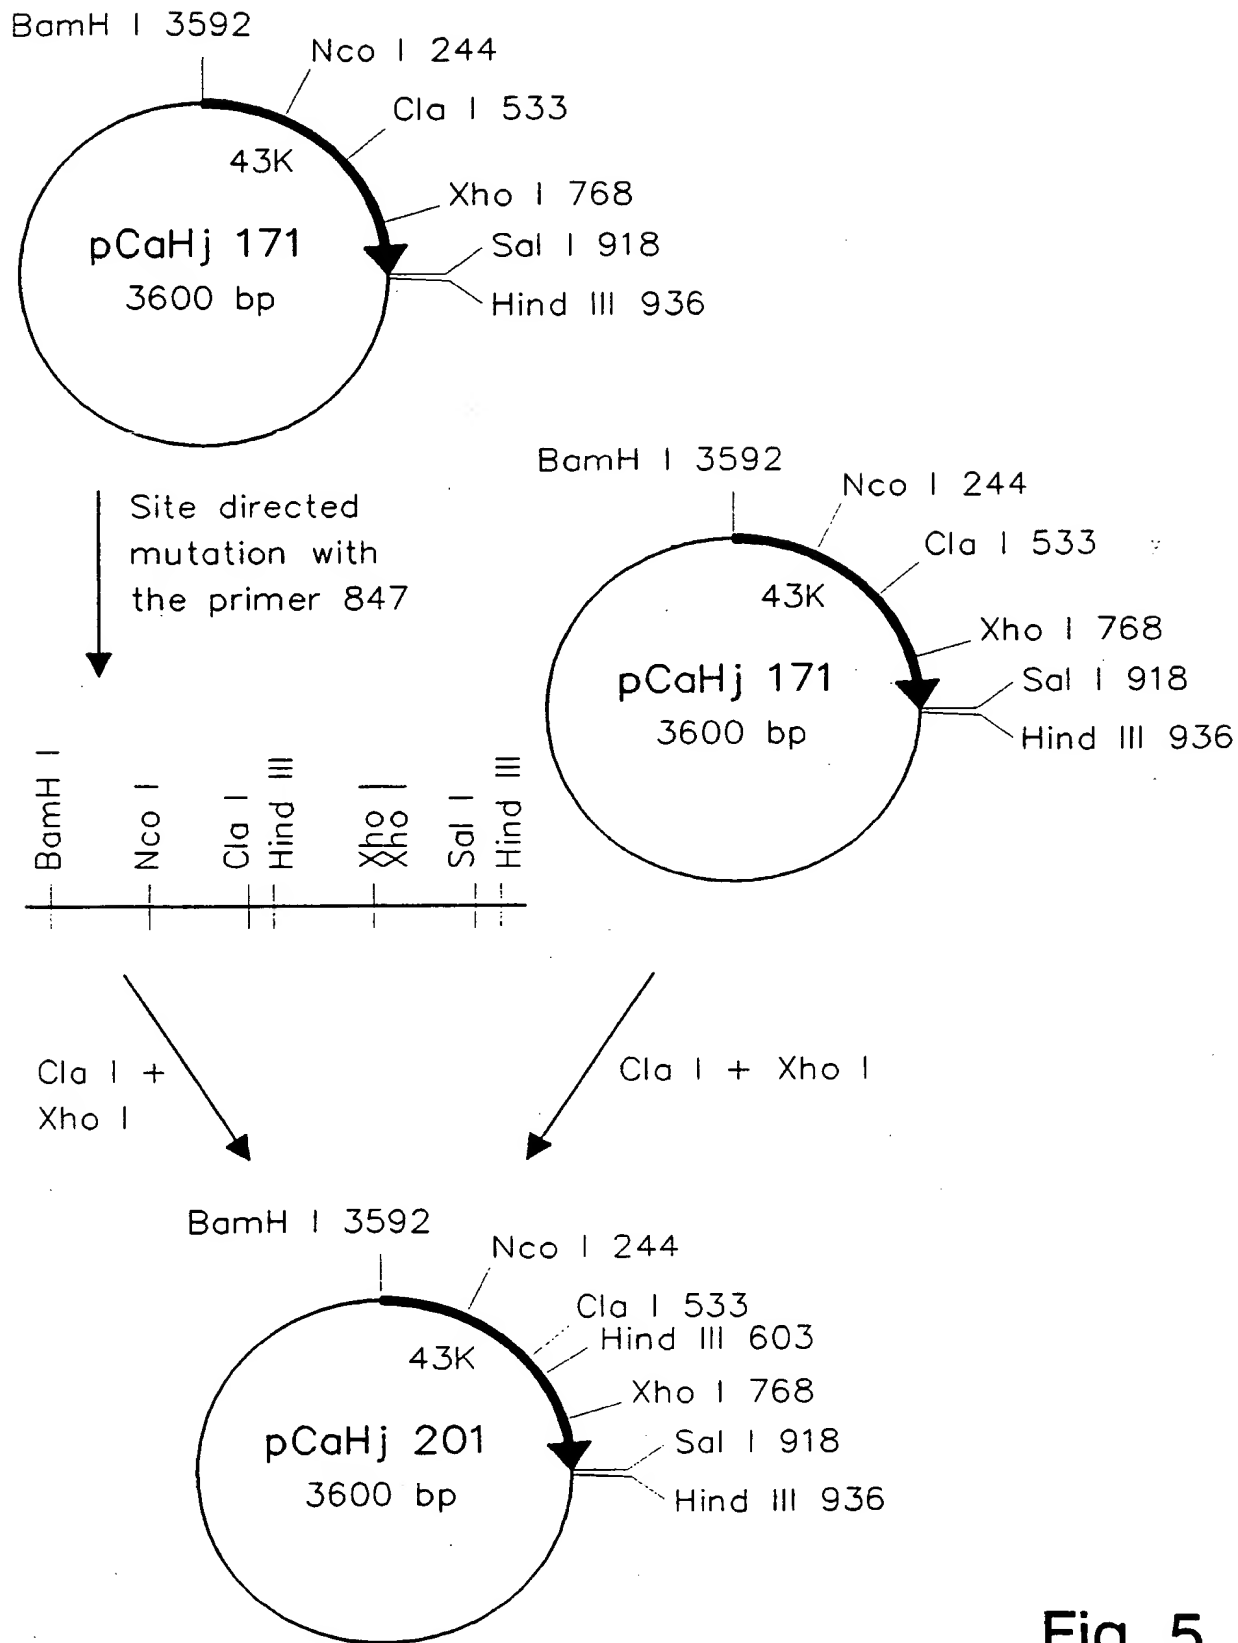 BamH I 3592
Nco I 244
Cla I 533
43K
Xho I 768
pCaHj 171
Sal I 918
3600 bp
Hind III 936
BamH I 3592
Nco I 244
Site directed
mutation with
the primer 847
Cla I 533
43K
Xho I 768
pCaHj 171
Sal I 918
3600 bp
Hind III 936
BamH I
Nco I
Cla I
Hind III
Xho I
Xho I
Sal I
Hind III
Cla I +
Xho I
Cla I + Xho I
BamH I 3592
Nco I 244
Cla I 533
Hind III 603
43K
Xho I 768
pCaHj 201
Sal I 918
3600 bp
Hind III 936
Fig. 5